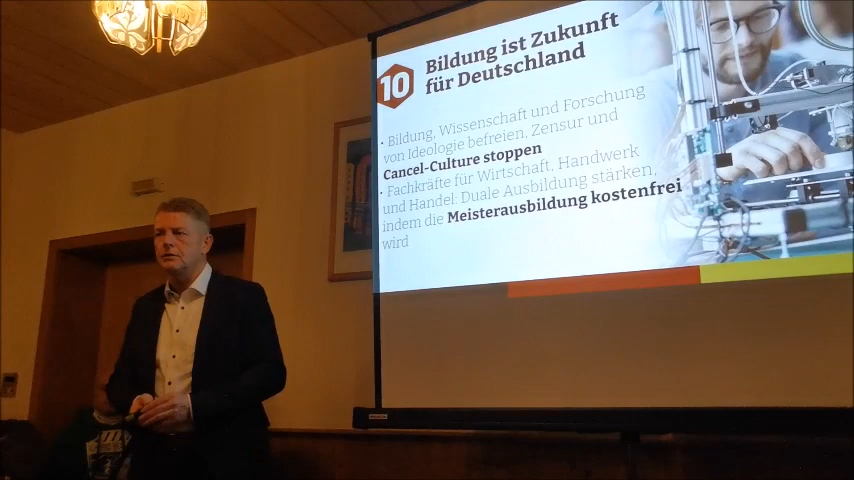 10
Bildung ist Zukunft
für Deutschland
• Bildung, Wissenschaft und Forschung
von Ideologie befreien, Zensur und
Cancel-Culture stoppen
• Fachkräfte für Wirtschaft, Handwerk
und Handel: Duale Ausbildung stärken,
indem die Meisterausbildung kostenfrei
wird